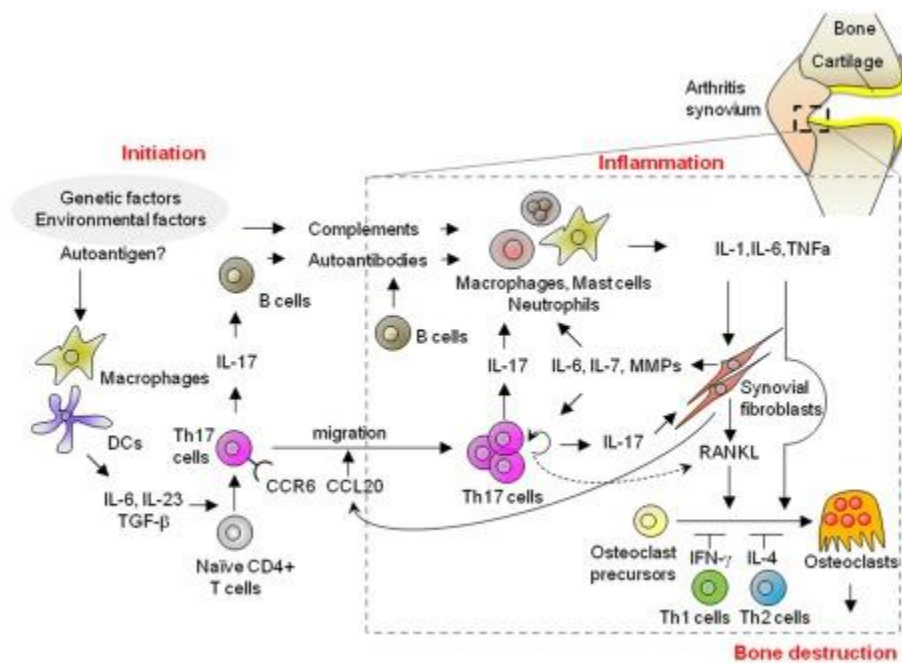 Bone
Cartilage
Arthritis
synovium
Initiation
Inflammation
Genetic factors
Environmental factors
Autoantigen?
Complements
Autoantibodies
B cells
IL-17
Macrophages
DCs
Th17
cells
IL-6, IL-23
TGF-β
CCR6
Naïve CD4+
T cells
migration
CCL20
B cells
Macrophages, Mast cells
Neutrophils
IL-1,IL-6,TNFa
IL-17
IL-6, IL-7, MMPs
Synovial
fibroblasts
Th17 cells
IL-17
RANKL
Osteoclast
precursors
IFN-γ
IL-4
Osteoclasts
Th1 cells
Th2 cells
Bone destruction